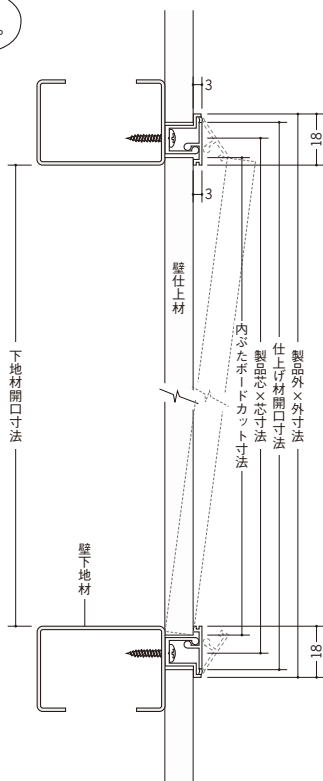 3
18
3
壁仕上材
下地材開口寸法
内ぶたボードカット寸法
製品芯×芯寸法
仕上げ材開口寸法
製品外×外寸法
壁下地材
18